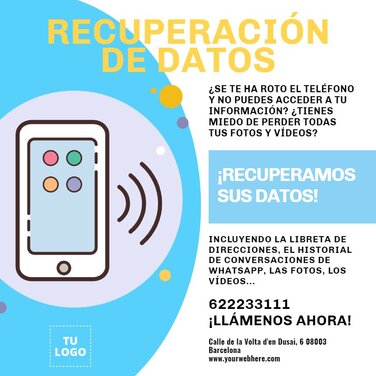 RECUPERACIÓN
DE DATOS
¿SE TE HA ROTO EL TELÉFONO
Y NO PUEDES ACCEDER A TU
INFORMACIÓN? ¿TIENES
MIEDO DE PERDER TODAS
TUS FOTOS Y VÍDEOS?
¡RECUPERAMOS
SUS DATOS!
INCLUYENDO LA LIBRETA DE
DIRECCIONES, EL HISTORIAL
DE CONVERSACIONES DE
WHATSAPP, LAS FOTOS, LOS
VÍDEOS...
622233111
¡LLÁMENOS AHORA!
Calle de la Volta d'en Dusai, 6 08003
Barcelona
www.yourwebhere.com
TU
LOGO